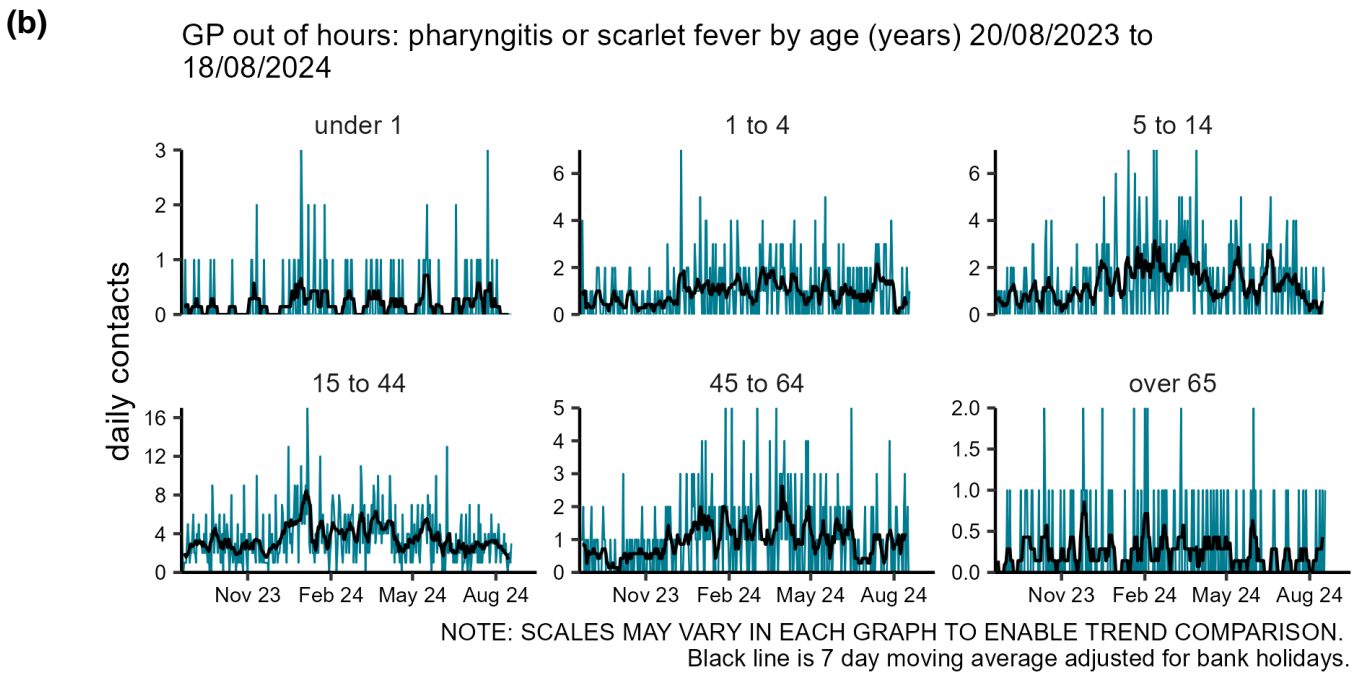 (b)
GP out of hours: pharyngitis or scarlet fever by age (years) 20/08/2023 to
18/08/2024
daily contacts
under 1
3
2
1
0
1 to 4
6
4
2
0
5 to 14
6
4
2
0
15 to 44
16
12
8
4
0
Nov 23 Feb 24 May 24 Aug 24
45 to 64
5
4
3
2
1
0
Nov 23 Feb 24 May 24 Aug 24
over 65
2.0
1.5
1.0
0.5
0.0
Nov 23 Feb 24 May 24 Aug 24
NOTE: SCALES MAY VARY IN EACH GRAPH TO ENABLE TREND COMPARISON.
Black line is 7 day moving average adjusted for bank holidays.